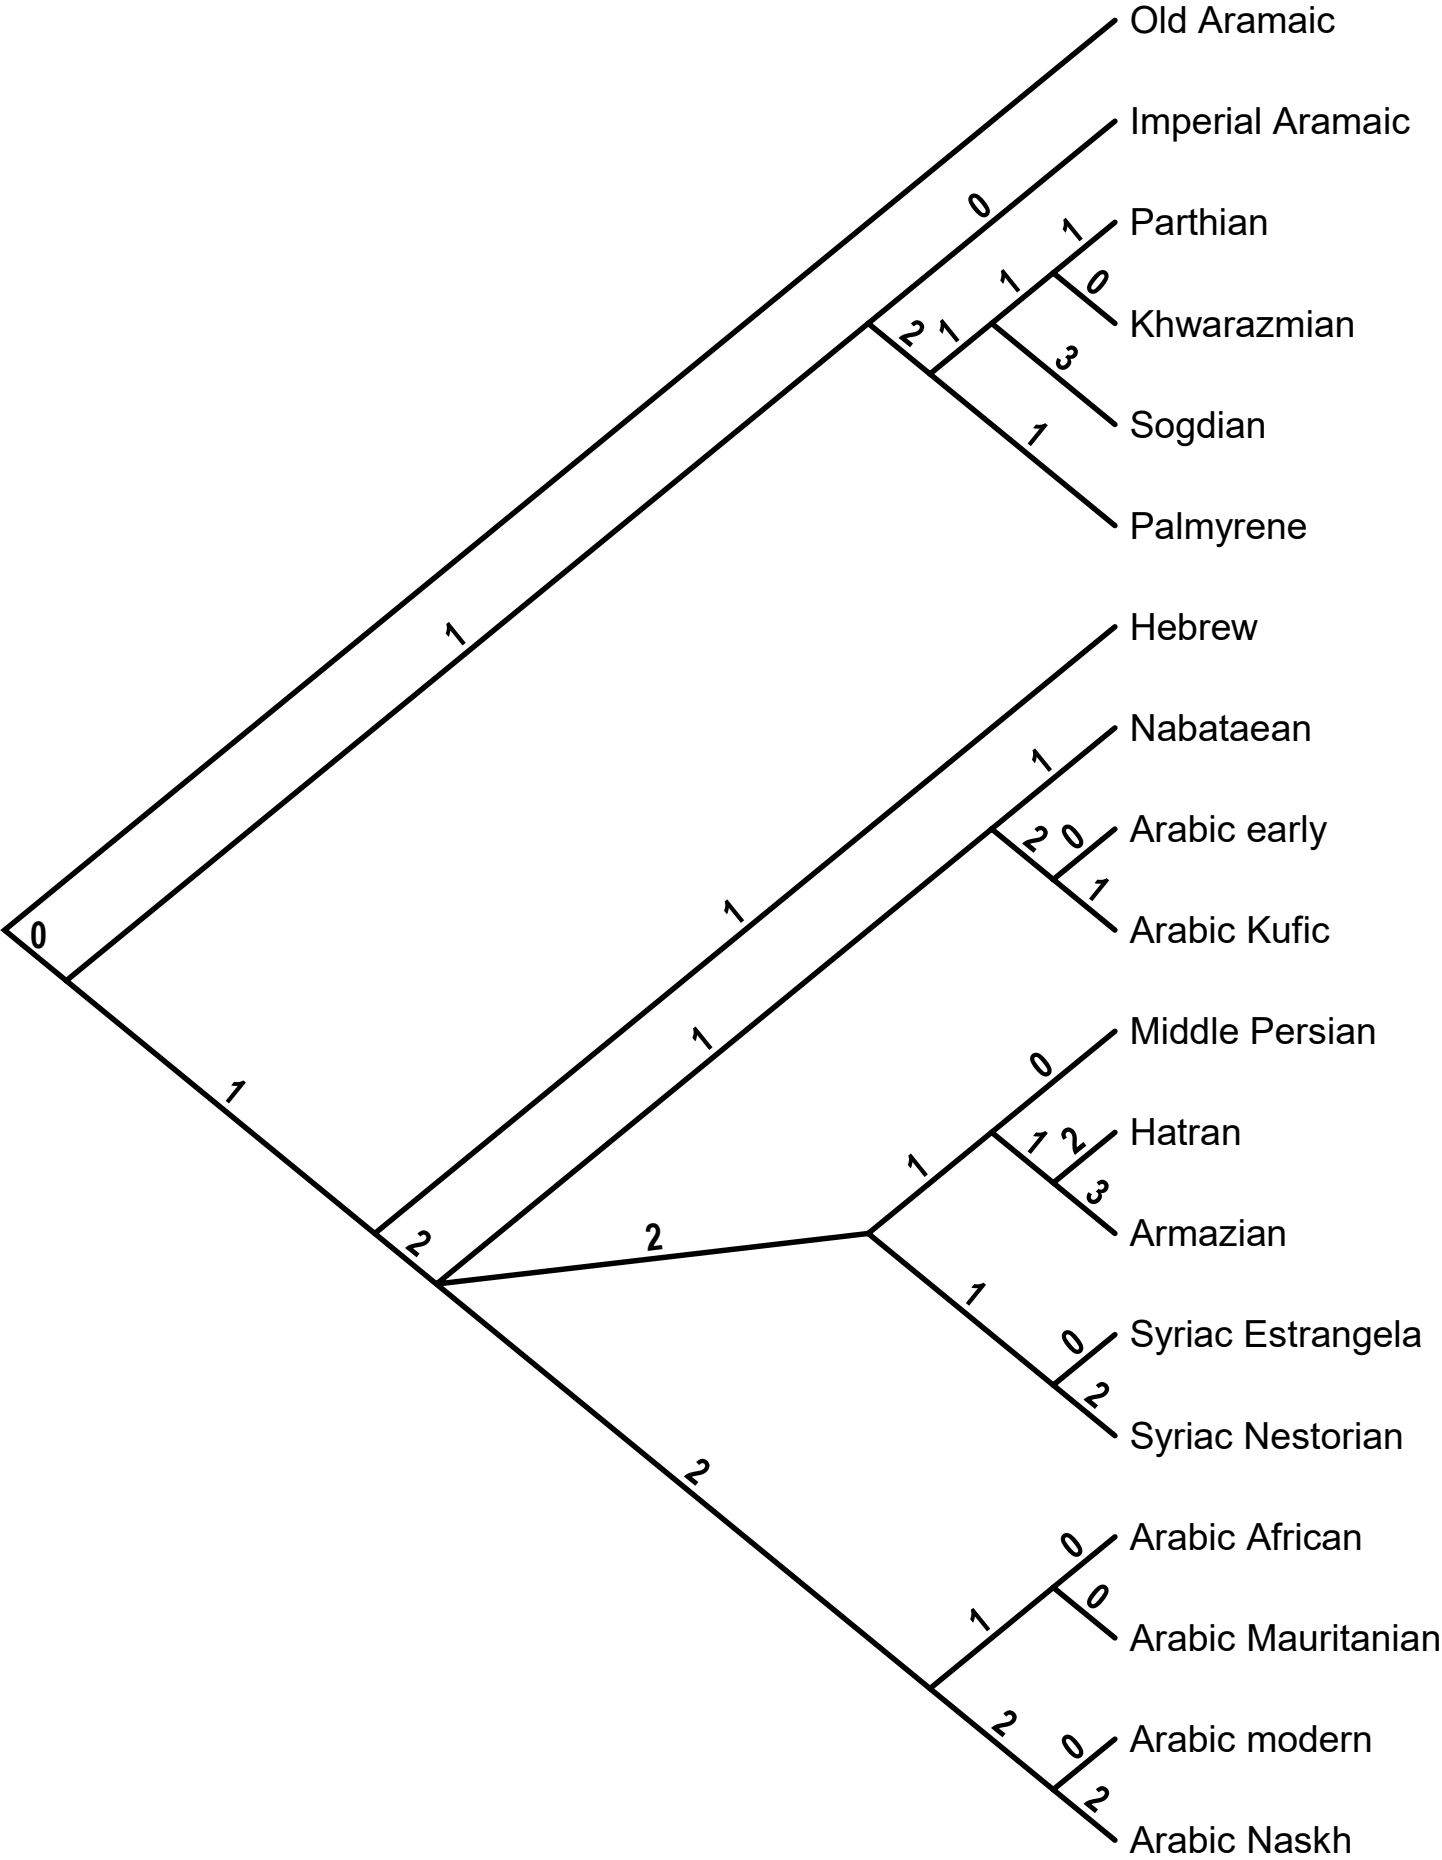 Old Aramaic
Imperial Aramaic
0
Parthian
1
0
Khwarazmian
1
2 1
3
Sogdian
1
Palmyrene
1
Hebrew
1
Nabataean
1
Arabic early
2 0
1
Arabic Kufic
0
1
Middle Persian
0
1
Hatran
1 2
3
Armazian
1
2
2
1
Syriac Estrangela
0
2
Syriac Nestorian
1
2
Arabic African
0
0
Arabic Mauritanian
1
2
Arabic modern
0
2
Arabic Naskh